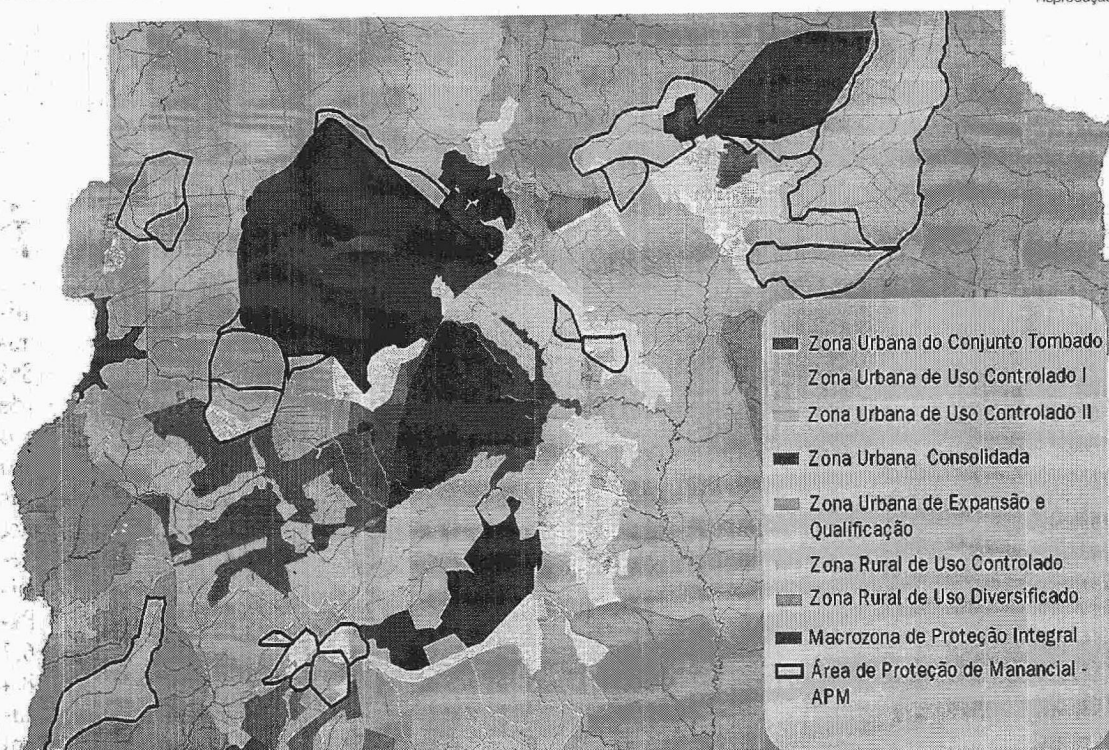 Reprodução
Zona Urbana do Conjunto Tombado
Zona Urbana de Uso Controlado I
Zona Urbana de Uso Controlado II
Zona Urbana Consolidada
Zona Urbana de Expansão e
Qualificação
Zona Rural de Uso Controlado
Zona Rural de Uso Diversificado
Macrozona de Proteção Integral
Área de Proteção de Manancial -
APM